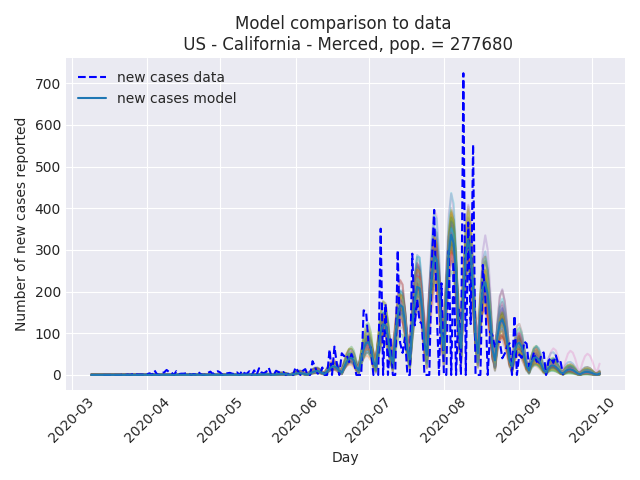 Model comparison to data
US - California - Merced, pop. = 277680
new cases data
new cases model
Number of new cases reported
700
600
500
400
300
200
100
0
2020-03
2020-04
2020-05
2020-06
2020-07
2020-08
2020-09
2020-10
Day